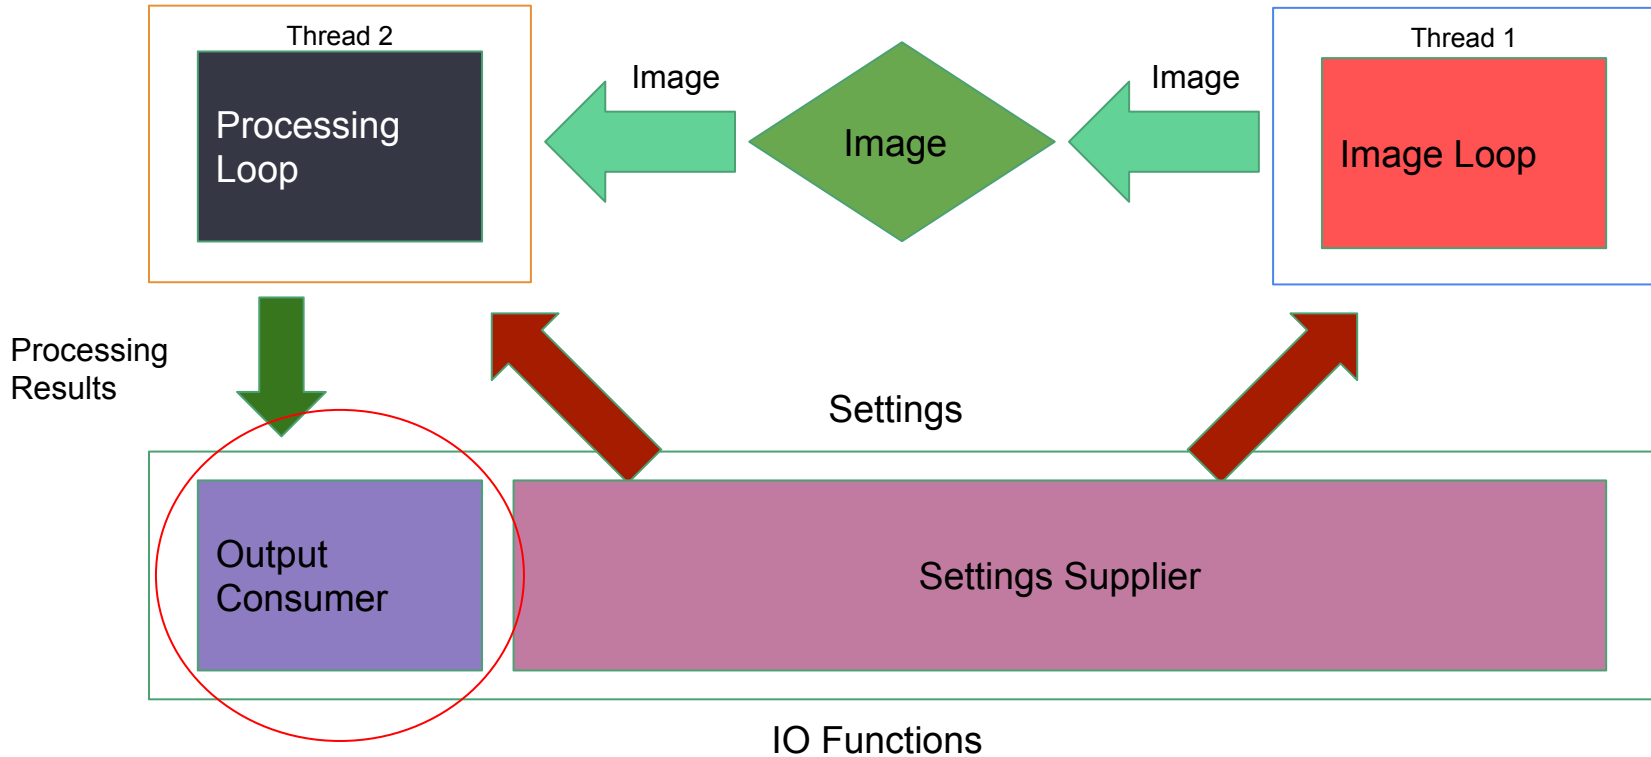 Thread 2
Thread 1
Image
Image
Processing
Loop
Image
Image Loop
Processing
Results
Settings
Output
Consumer
Settings Supplier
IO Functions